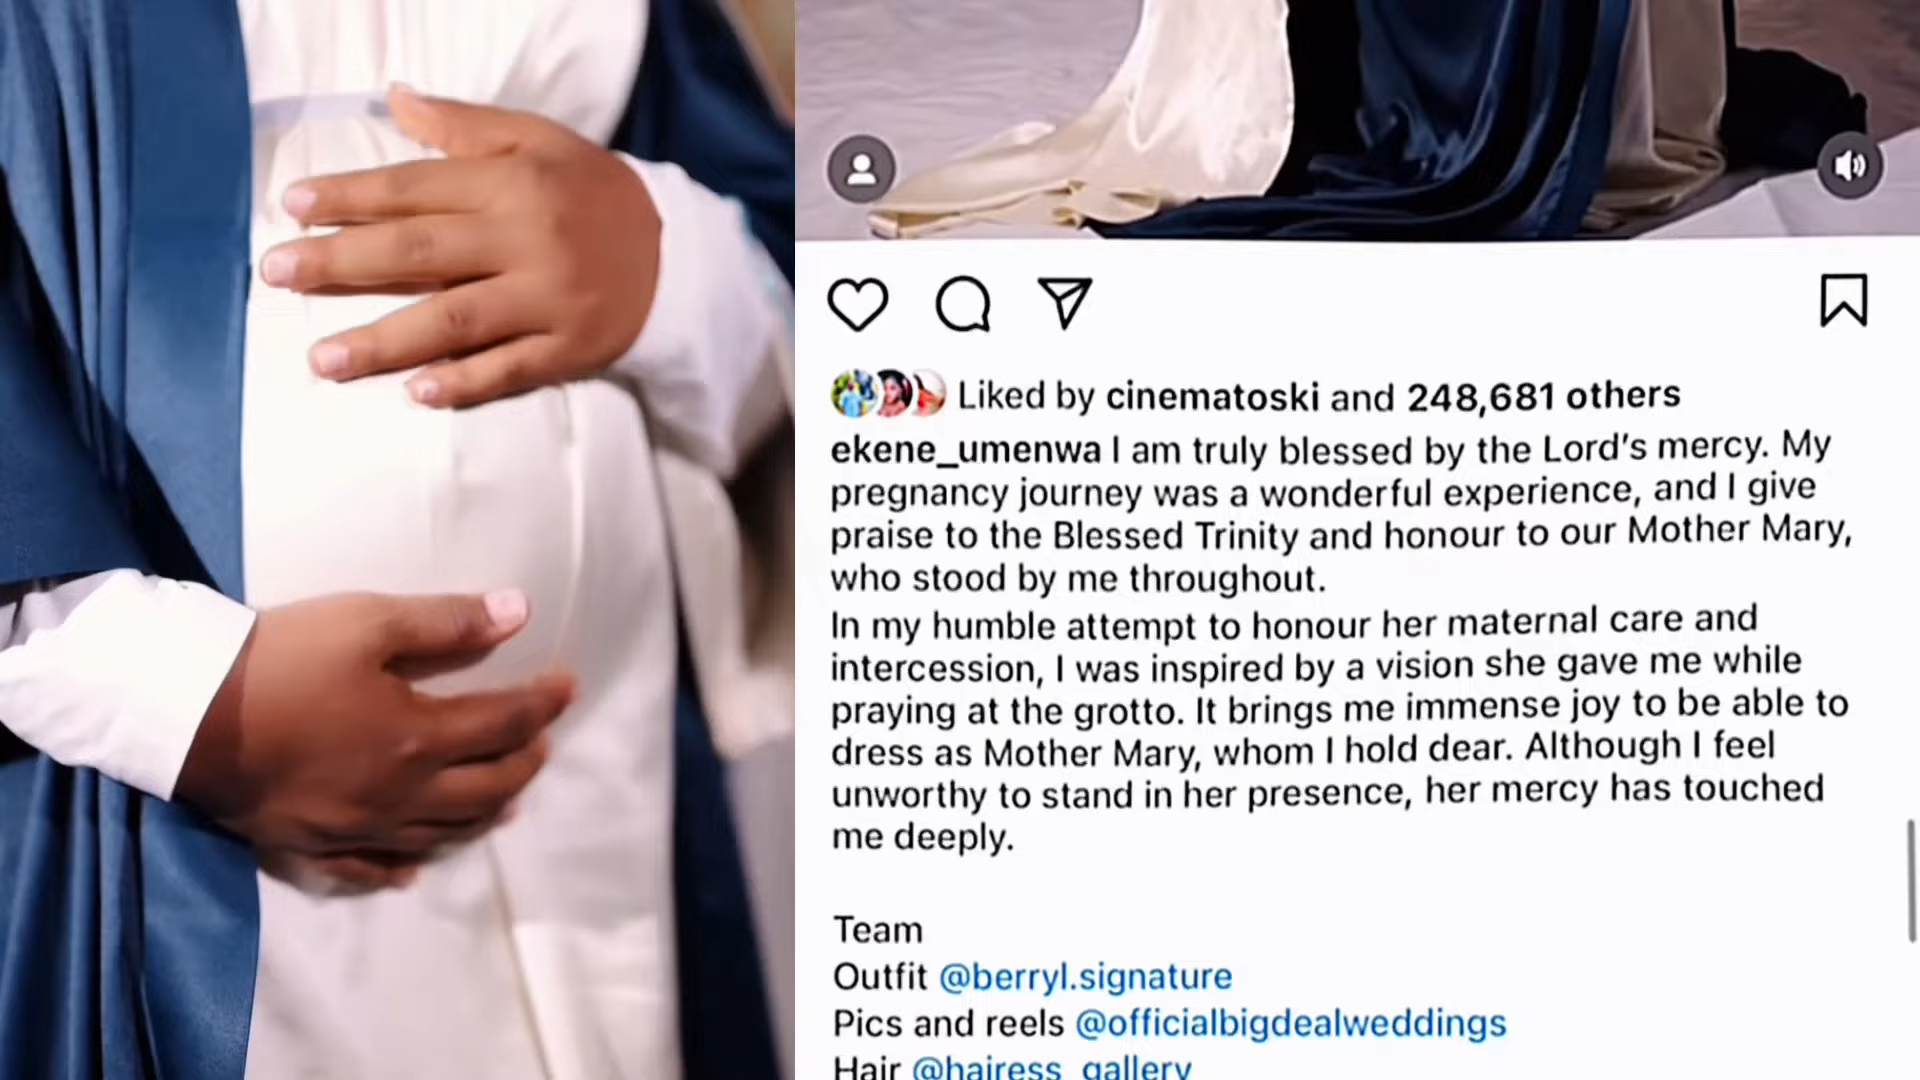 Liked by cinematoski and 248,681 others
ekene_umenwa I am truly blessed by the Lord's mercy. My
pregnancy journey was a wonderful experience, and I give
praise to the Blessed Trinity and honour to our Mother Mary,
who stood by me throughout.
In my humble attempt to honour her maternal care and
intercession, I was inspired by a vision she gave me while
praying at the grotto. It brings me immense joy to be able to
dress as Mother Mary, whom I hold dear. Although I feel
unworthy to stand in her presence, her mercy has touched
me deeply.
Team
Outfit @berryl.signature
Pics and reels @officialbigdealweddings
Hair @hairess_gallery